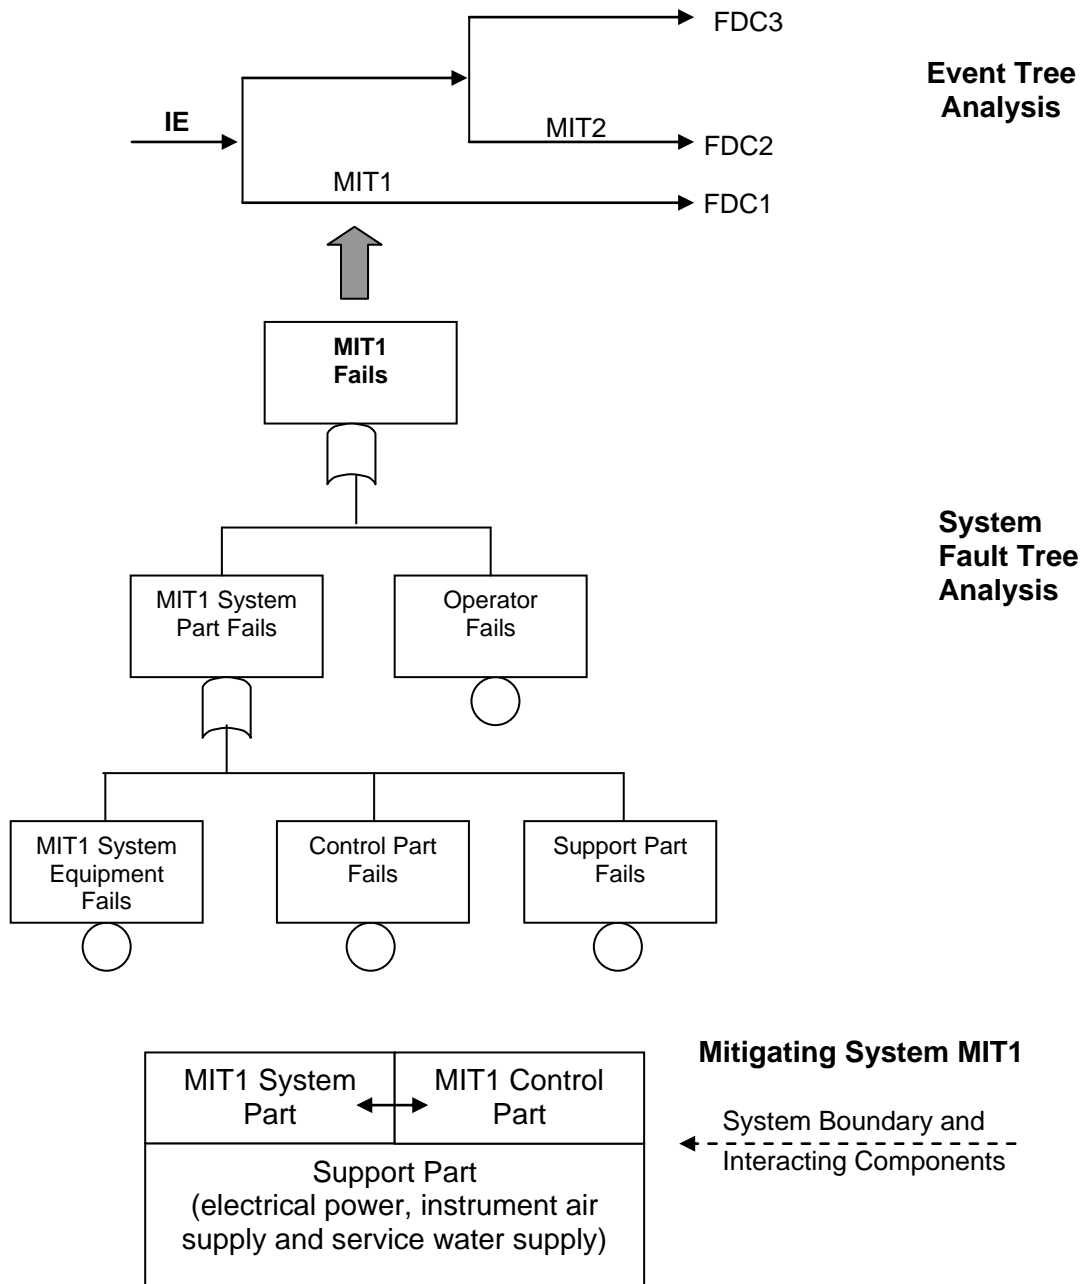 FDC3
Event Tree
Analysis
IE
MIT2
FDC2
MIT1
FDC1
MIT1
Fails
System
Fault Tree
Analysis
MIT1 System
Part Fails
Operator
Fails
MIT1 System
Equipment
Fails
Control Part
Fails
Support Part
Fails
Mitigating System MIT1
MIT1 System
Part
MIT1 Control
Part
System Boundary and
Interacting Components
Support Part
(electrical power, instrument air
supply and service water supply)